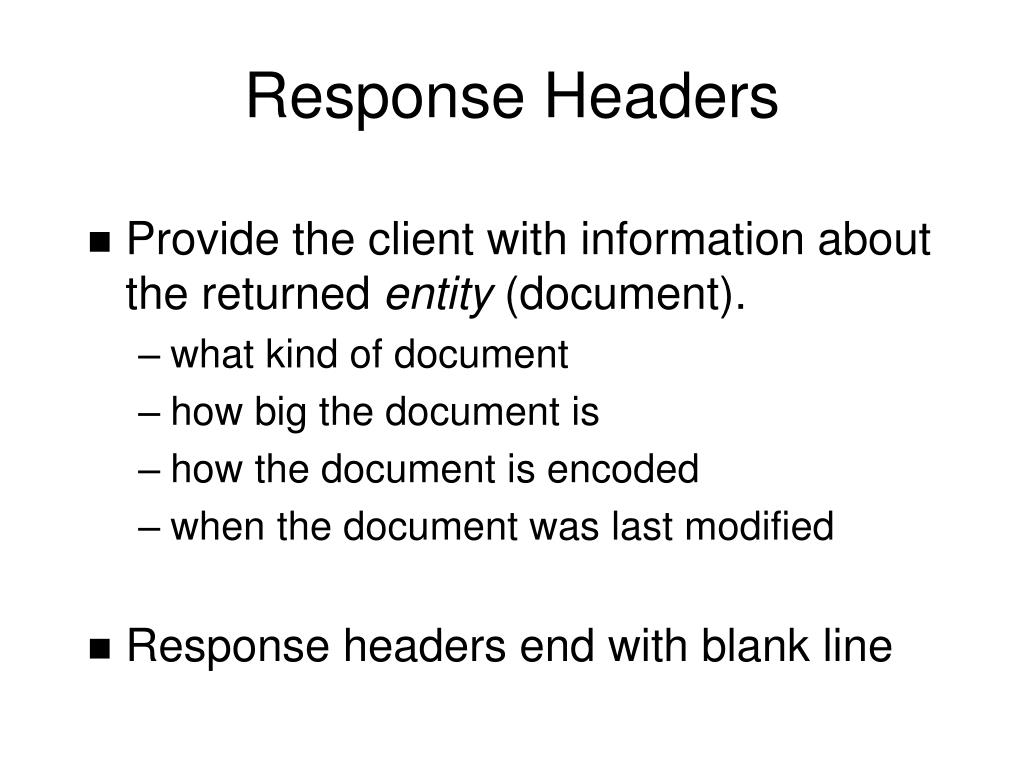 Response Headers
■ Provide the client with information about
the returned entity (document).
– what kind of document
– how big the document is
– how the document is encoded
– when the document was last modified
■ Response headers end with blank line